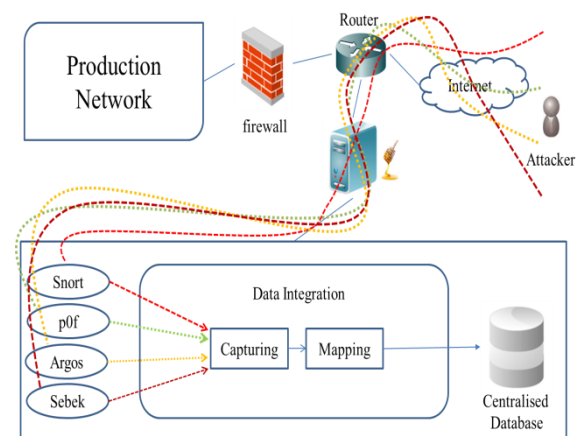 Router
Production
Network
firewall
Internet
Attacker
Snort
p0f
Argos
Sebek
Data Integration
Capturing
Mapping
Centralised
Database